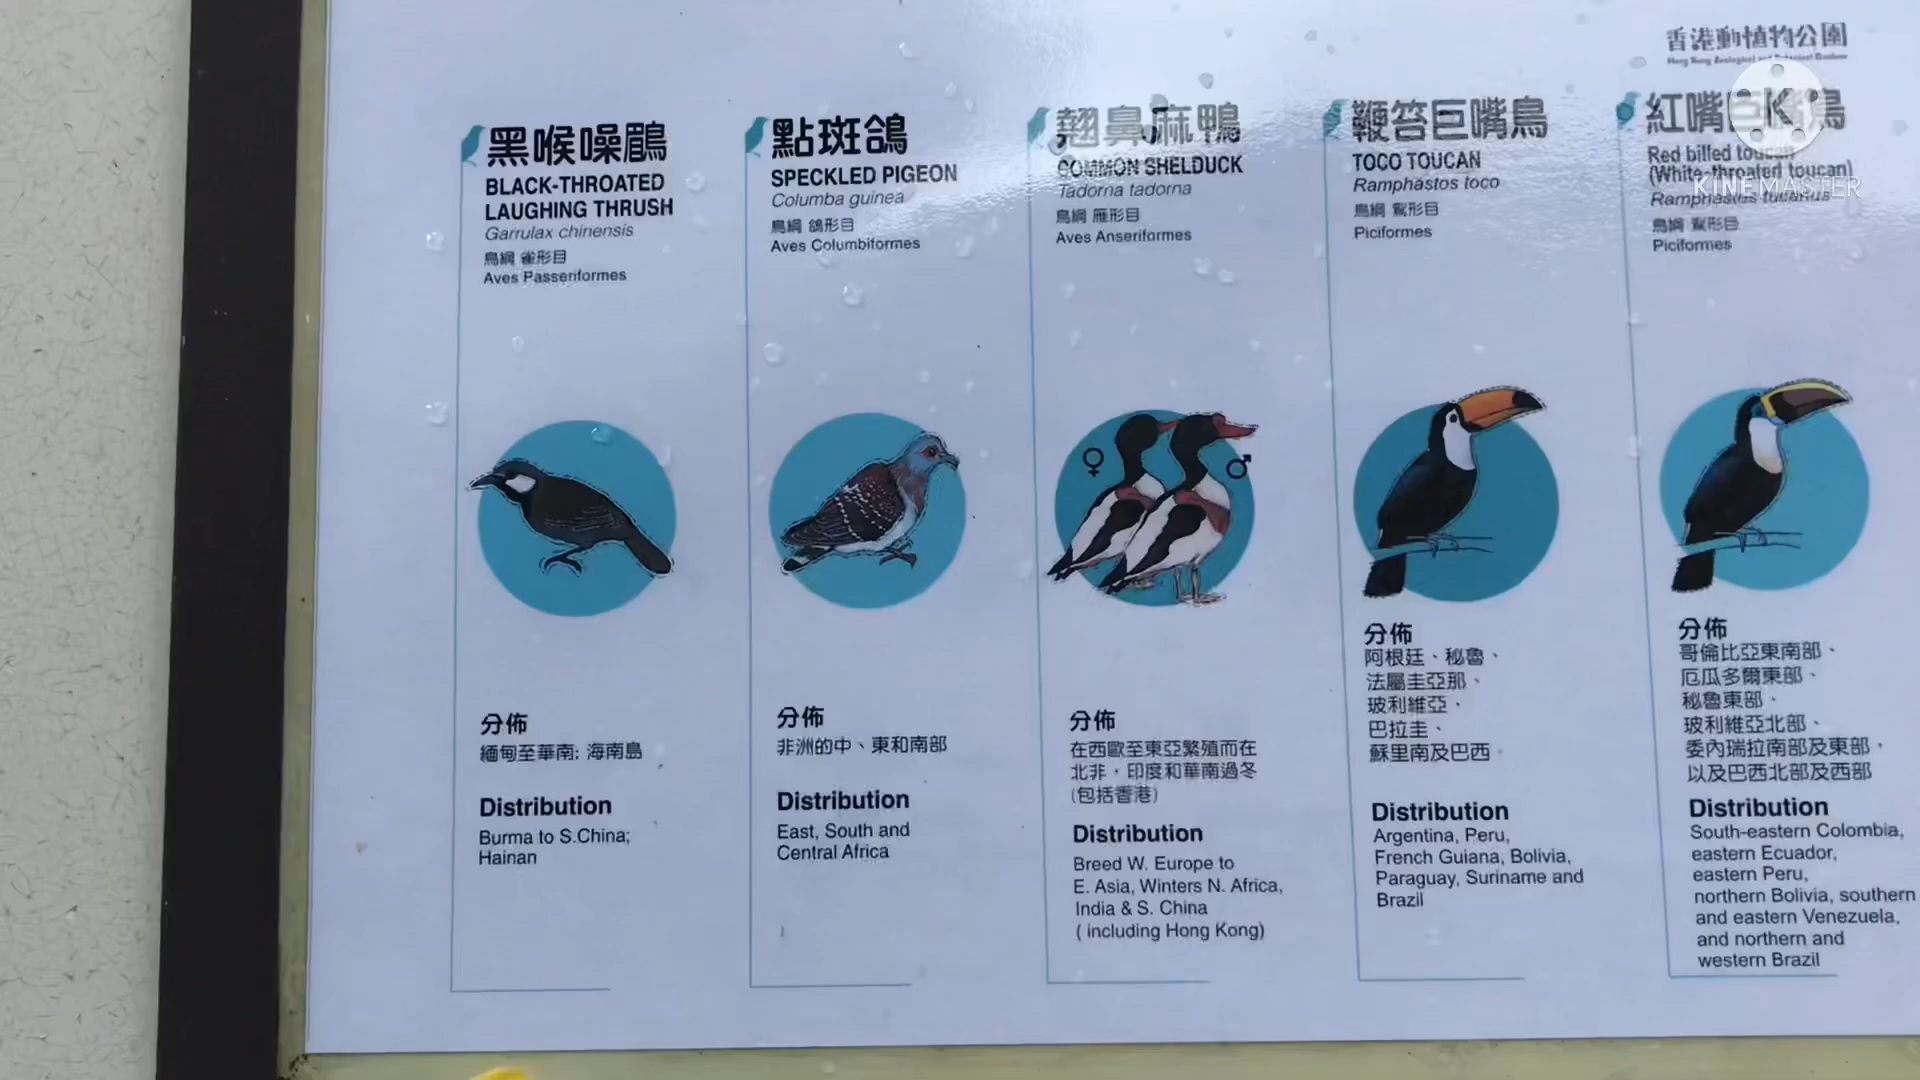 香港動植物公園
黑喉噪鶥
BLACK-THROATED
LAUGHING THRUSH
Garrulax chinensis
鳥綱 雀形目
Aves Passeriformes
分佈
緬甸至華南; 海南島
Distribution
Burma to S.China;
Hainan
點斑鴿
SPECKLED PIGEON
Columba guinea
鳥綱 鴿形目
Aves Columbiformes
分佈
非洲的中、東和南部
Distribution
East, South and
Central Africa
翹鼻麻鴨
COMMON SHELDUCK
Tadorna tadorna
鳥綱 雁形目
Aves Anseriformes
♀
♂
分佈
在西歐至東亞繁殖而在
北非，印度和華南過冬
(包括香港)
Distribution
Breed W. Europe to
E. Asia, Winters N. Africa,
India & S. China
( including Hong Kong)
鞭笞巨嘴鳥
TOCO TOUCAN
Ramphastos toco
鳥綱 鴷形目
Piciformes
分佈
阿根廷、秘魯、
法屬圭亞那、
玻利維亞、
巴拉圭、
蘇里南及巴西
Distribution
Argentina, Peru,
French Guiana, Bolivia,
Paraguay, Suriname and
Brazil
紅嘴巨嘴鳥
Red billed toucan
(White-throated toucan)
Ramphastos tucanus
鳥綱 鴷形目
Piciformes
分佈
哥倫比亞東南部、
厄瓜多爾東部、
秘魯東部、
玻利維亞北部、
委內瑞拉南部及東部，
以及巴西北部及西部
Distribution
South-eastern Colombia,
eastern Ecuador,
eastern Peru,
northern Bolivia, southern
and eastern Venezuela,
and northern and
western Brazil
K
KINEMASTER